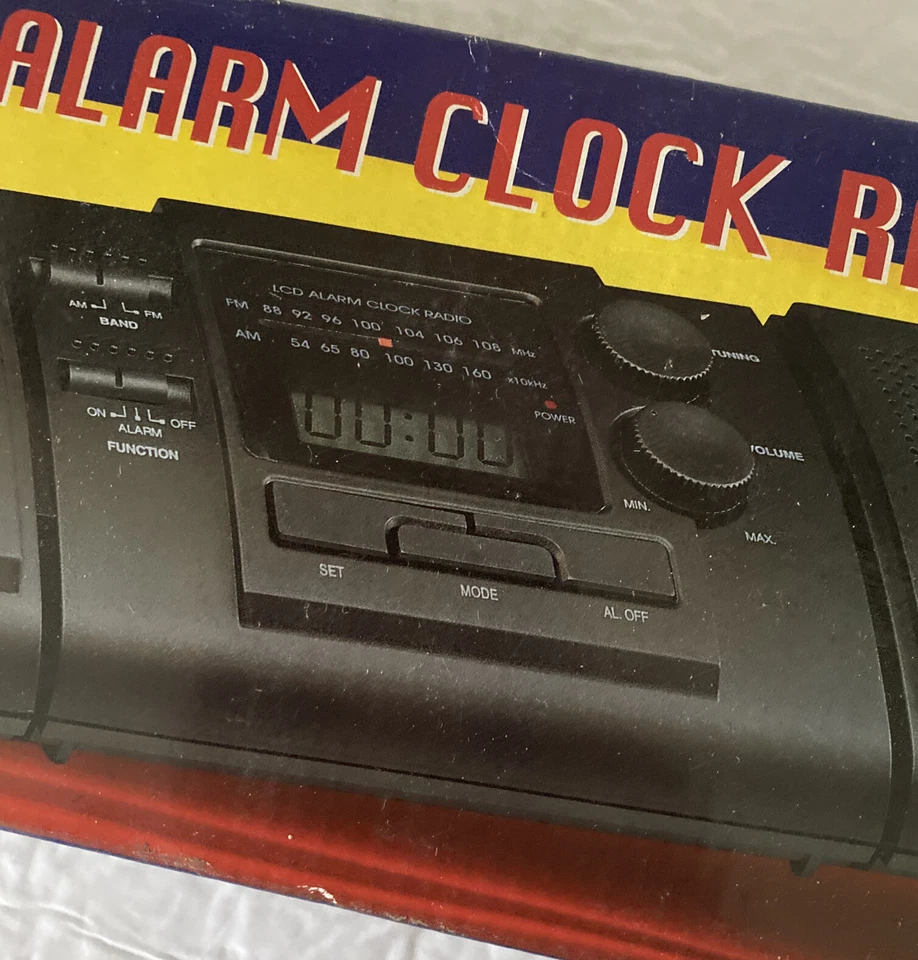 ALARM CLOCK
LCD ALARM CLOCK RADIO
FM 88 92 96 100 104 106 108 MHz
AM 54 65 80 100 130 160 x10kHz
POWER
00:00
AM FM
BAND
ON OFF
ALARM
FUNCTION
TUNING
VOLUME
MIN.
MAX.
SET
MODE
AL. OFF